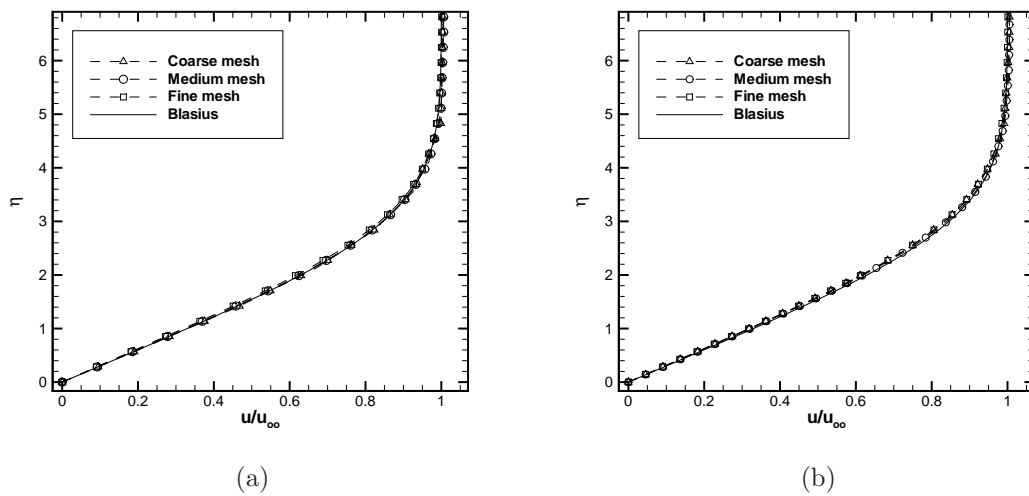 6
5
4
3
2
1
0
η
Coarse mesh
Medium mesh
Fine mesh
Blasius
0
0.2
0.4
0.6
0.8
1
u/u∞
(a)
6
5
4
3
2
1
0
η
Coarse mesh
Medium mesh
Fine mesh
Blasius
0
0.2
0.4
0.6
0.8
1
u/u∞
(b)